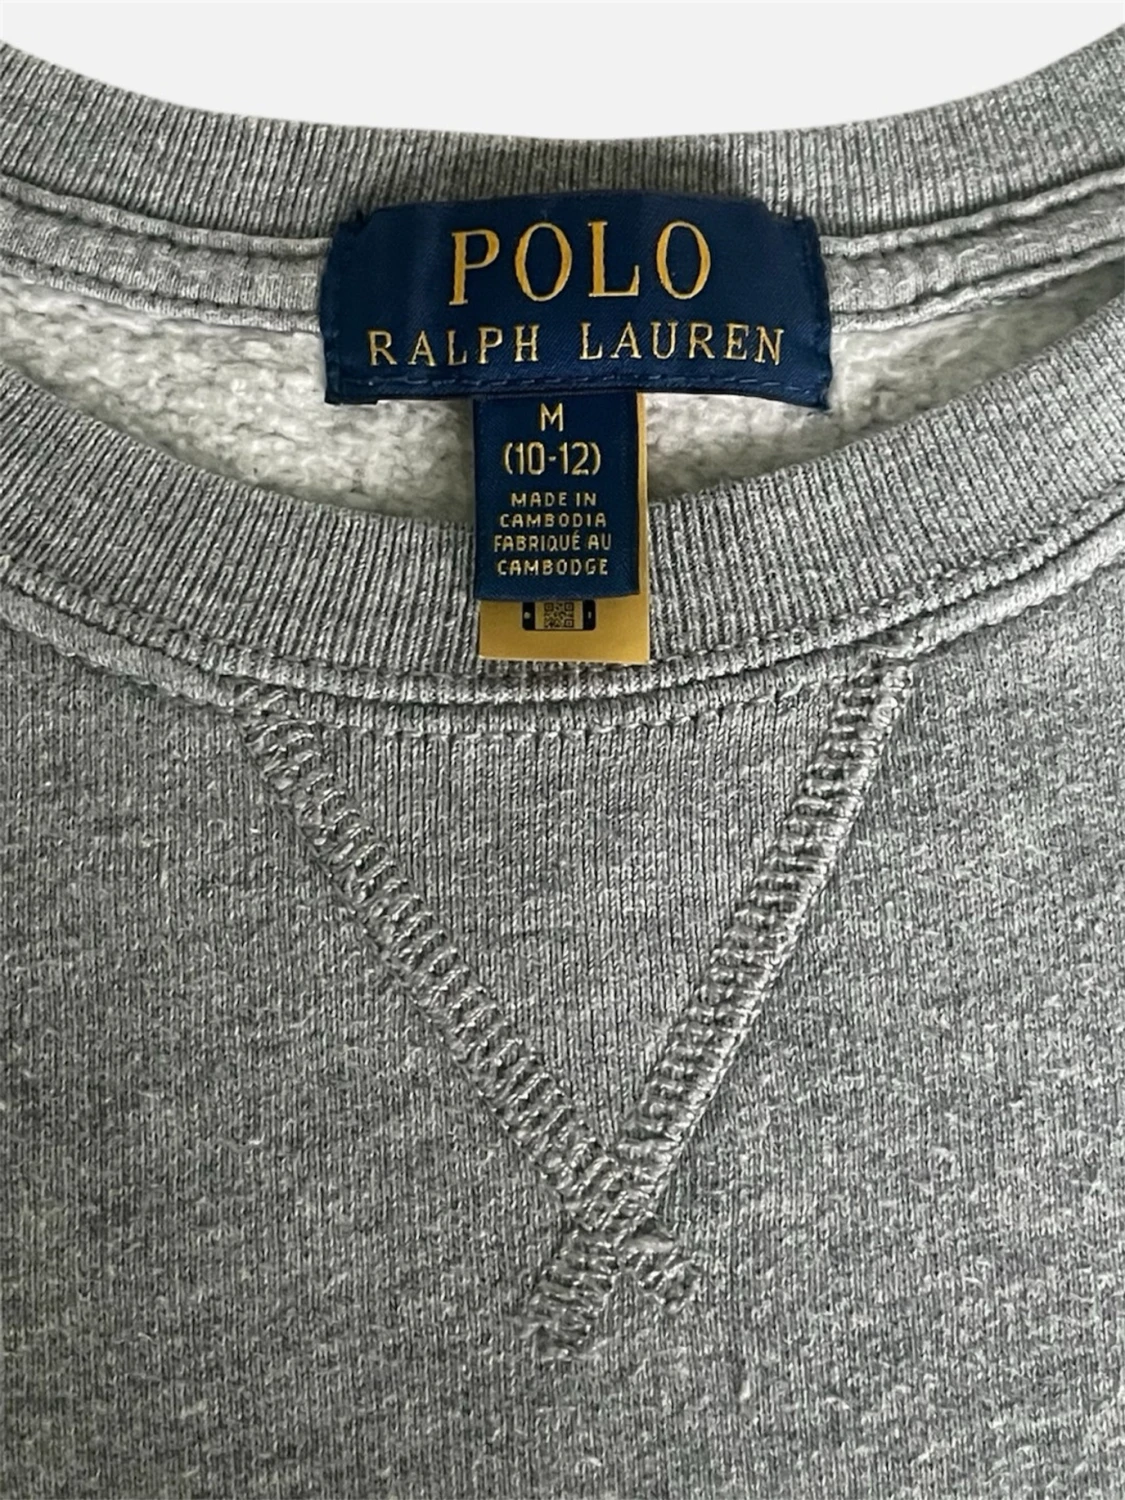 POLO
RALPH LAUREN
M
(10-12)
MADE IN
CAMBODIA
FABRIQUÉ AU
CAMBODGE